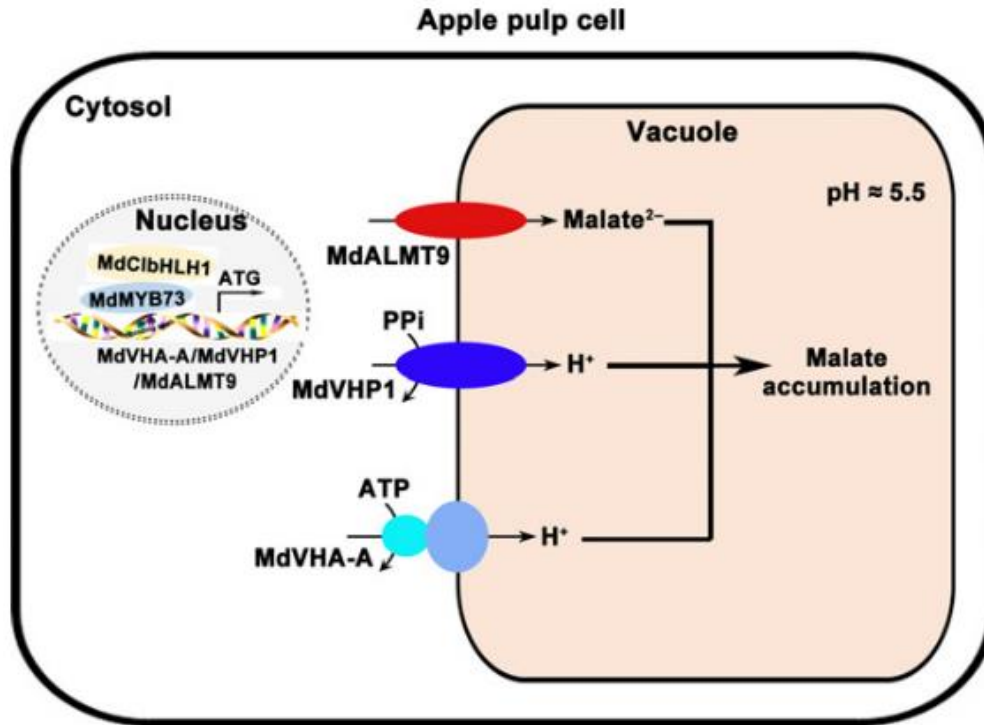 Apple pulp cell
Cytosol
Vacuole
pH ≈ 5.5
Nucleus
MdCIbHLH1
ATG
MdMYB73
MdVHA-A/MdVHP1
/MdALMT9
MdALMT9
Malate²⁻
PPi
MdVHP1
H⁺
Malate
accumulation
ATP
MdVHA-A
H⁺